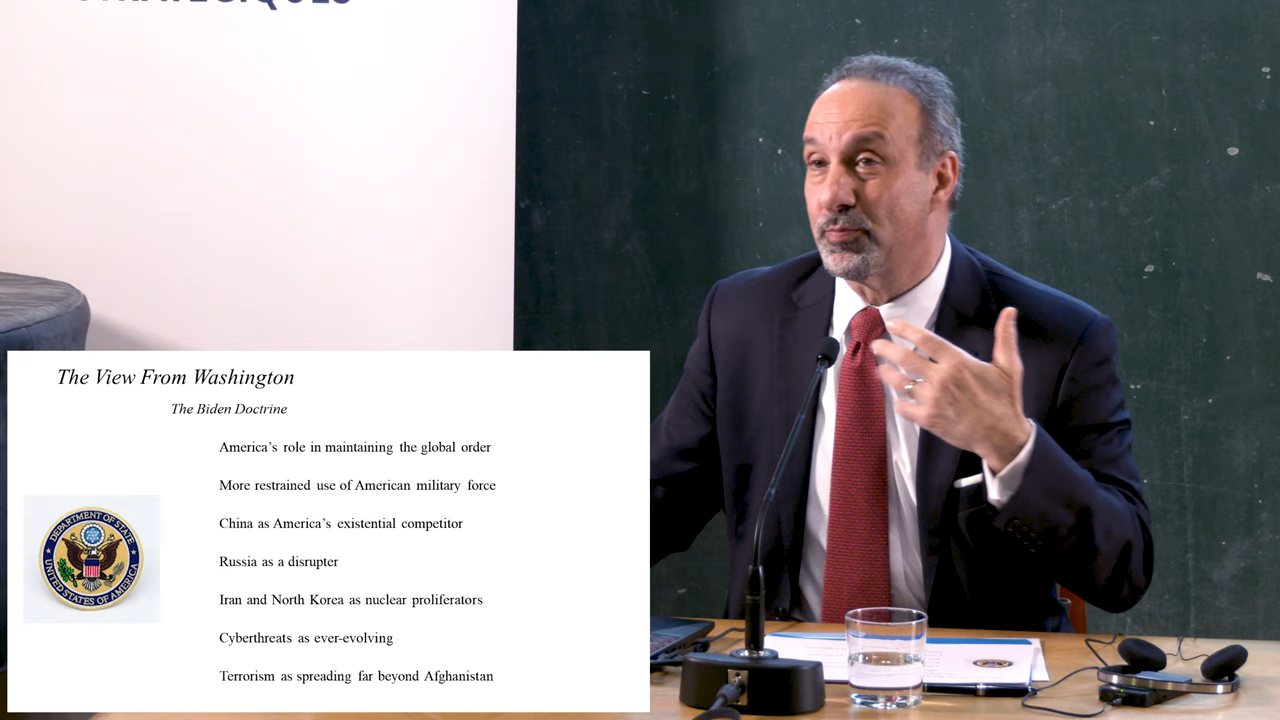 STRATÉGIQUES
The View From Washington
The Biden Doctrine
America’s role in maintaining the global order
More restrained use of American military force
China as America’s existential competitor
Russia as a disrupter
Iran and North Korea as nuclear proliferators
Cyberthreats as ever-evolving
Terrorism as spreading far beyond Afghanistan
DEPARTMENT OF STATE
UNITED STATES OF AMERICA